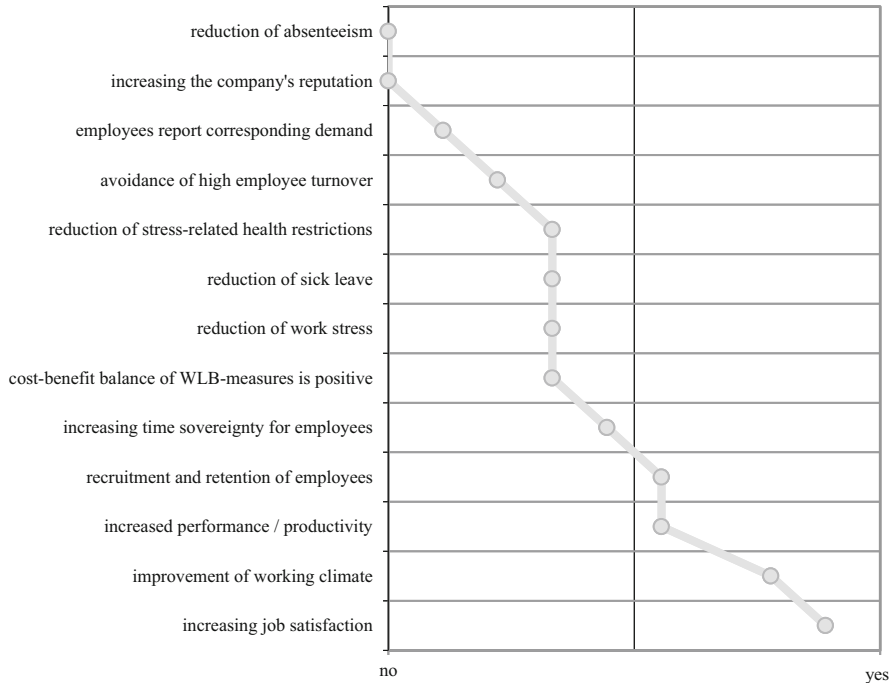 reduction of absenteeism
increasing the company's reputation
employees report corresponding demand
avoidance of high employee turnover
reduction of stress-related health restrictions
reduction of sick leave
reduction of work stress
cost-benefit balance of WLB-measures is positive
increasing time sovereignty for employees
recruitment and retention of employees
increased performance / productivity
improvement of working climate
increasing job satisfaction
no
yes